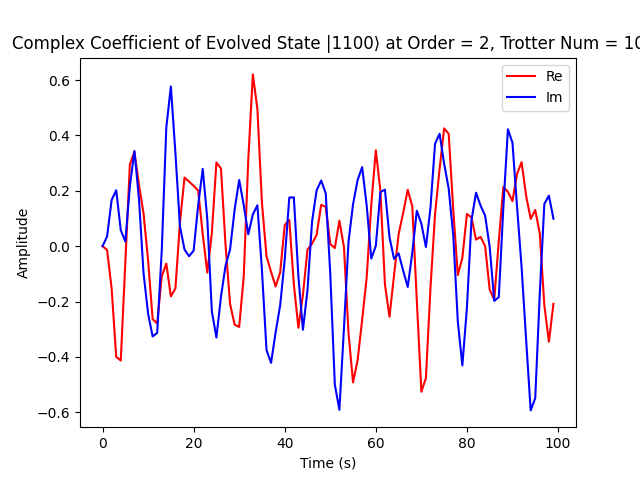 Complex Coefficient of Evolved State |1100⟩ at Order = 2, Trotter Num = 10
Re
Im
Amplitude
0.6
0.4
0.2
0.0
−0.2
−0.4
−0.6
0 20 40 60 80 100
Time (s)